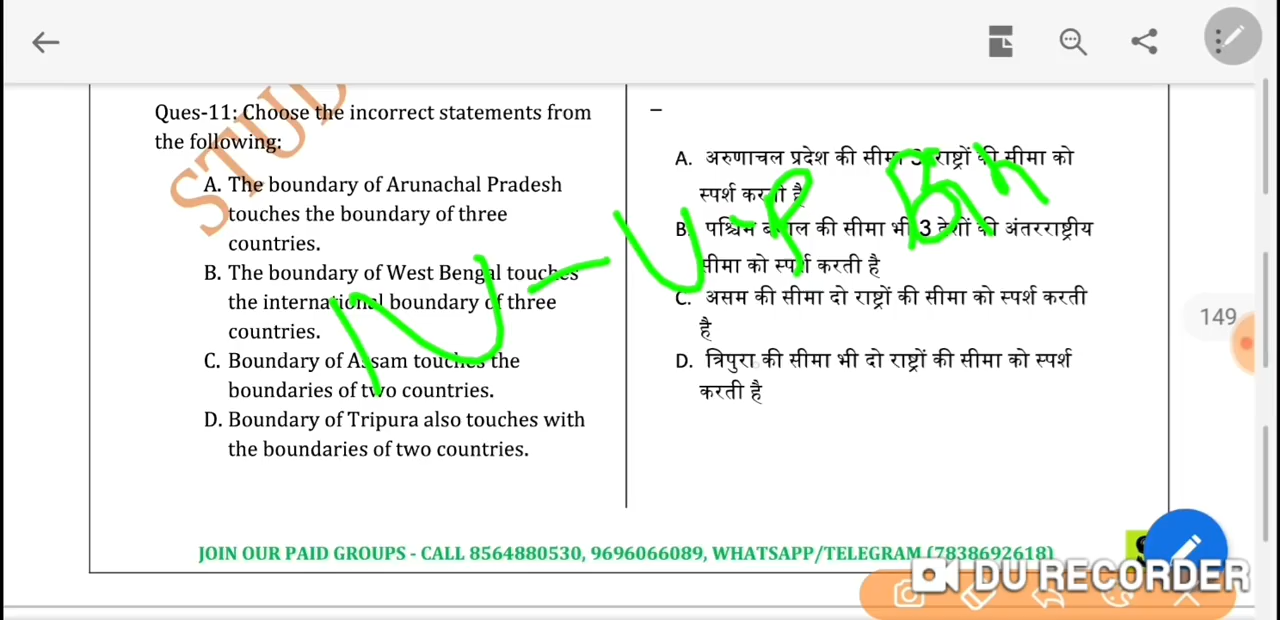 Ques-11: Choose the incorrect statements from
the following:
A. The boundary of Arunachal Pradesh
touches the boundary of three
countries.
B. The boundary of West Bengal touches
the international boundary of three
countries.
C. Boundary of Assam touches the
boundaries of two countries.
D. Boundary of Tripura also touches with
the boundaries of two countries.
–
A. अरुणाचल प्रदेश की सीमा 3 राष्ट्रों की सीमा को
स्पर्श करती है
B. पश्चिम बंगाल की सीमा भी 3 देशों की अंतरराष्ट्रीय
सीमा को स्पर्श करती है
C. असम की सीमा दो राष्ट्रों की सीमा को स्पर्श करती
है
D. त्रिपुरा की सीमा भी दो राष्ट्रों की सीमा को स्पर्श
करती है
N-U-P Bih
STUD
149
JOIN OUR PAID GROUPS - CALL 8564880530, 9696066089, WHATSAPP/TELEGRAM (7838692618)
DU RECORDER